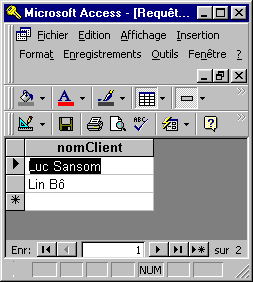 Microsoft Access - [Requêt...
Fichier Edition Affichage Insertion
Format Enregistrements Outils Fenêtre ?
ABC
nomClient
Luc Sansom
Lin Bô
Enr: 1 sur 2
NUM